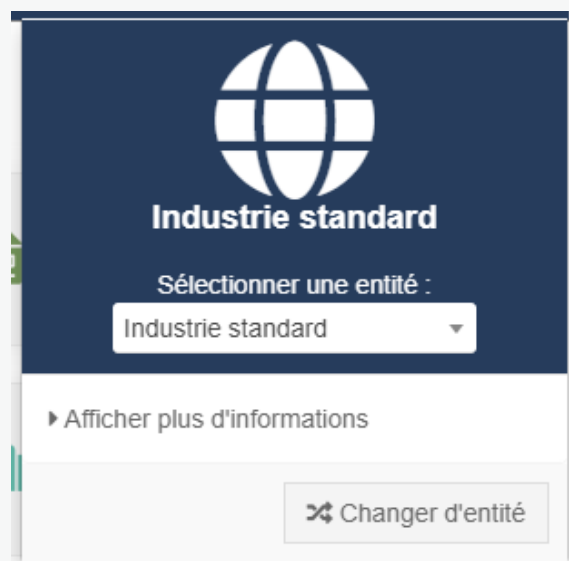 Industrie standard
Sélectionner une entité :
Industrie standard
Afficher plus d'informations
Changer d'entité